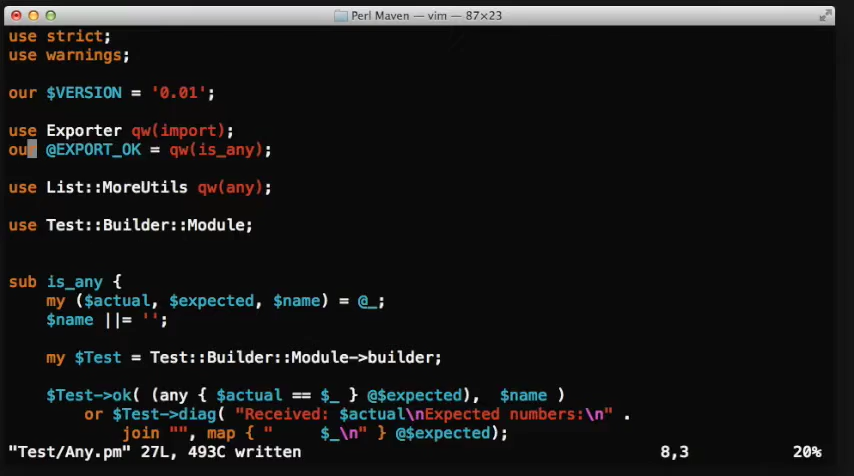 Perl Maven — vim — 87×23
use strict;
use warnings;
our $VERSION = '0.01';
use Exporter qw(import);
our @EXPORT_OK = qw(is_any);
use List::MoreUtils qw(any);
use Test::Builder::Module;
sub is_any {
    my ($actual, $expected, $name) = @_;
    $name ||= '';
    my $Test = Test::Builder::Module->builder;
    $Test->ok( (any { $actual == $_ } @$expected),  $name )
        or $Test->diag( "Received: $actual\nExpected numbers:\n" .
            join "", map { "     $_\n" } @$expected);
"Test/Any.pm" 27L, 493C written 8,3 20%